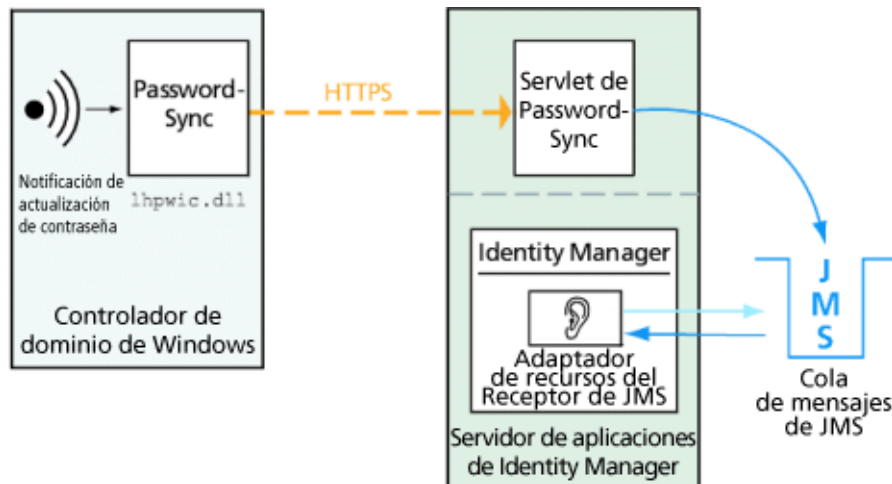 Password-
Sync
lhpwic.dll
Notificación de
actualización
de contraseña
Controlador de
dominio de Windows
HTTPS
Servlet de
Password-
Sync
Identity Manager
Adaptador
de recursos del
Receptor de JMS
Servidor de aplicaciones
de Identity Manager
J
M
S
Cola
de mensajes
de JMS